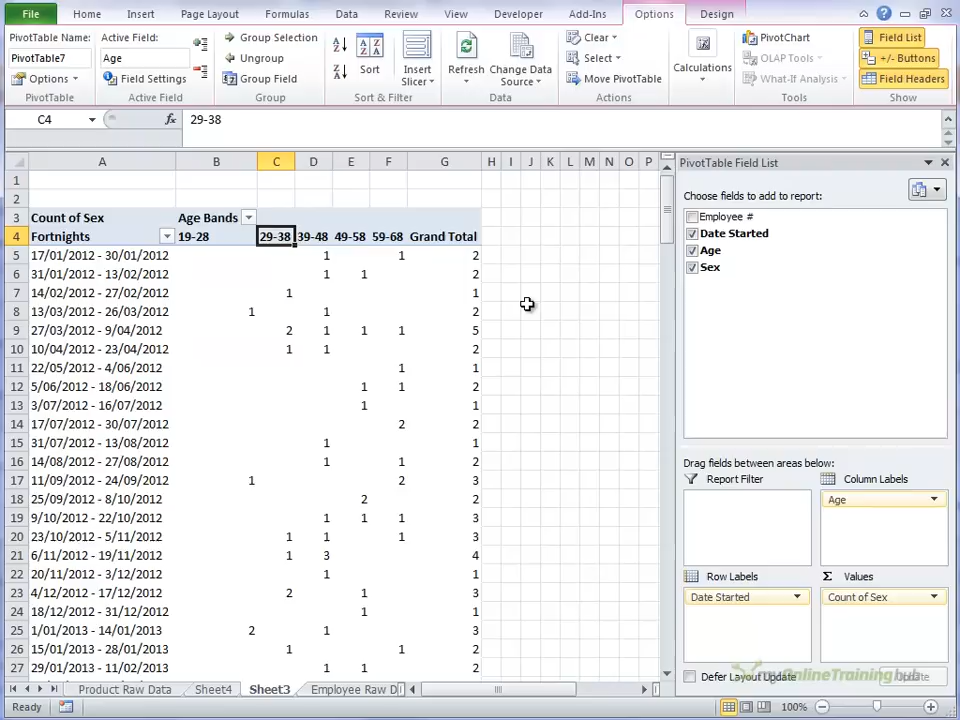 File Home Insert Page Layout Formulas Data Review View Developer Add-Ins Options Design
PivotTable Name: Active Field: Group Selection PivotChart Field List
PivotTable7 Age Ungroup Clear Select OLAP Tools +/- Buttons
Options Field Settings Group Field Sort Insert Slicer Refresh Change Data Source Move PivotTable Calculations What-If Analysis Field Headers
PivotTable Active Field Group Sort & Filter Data Actions Tools Show
C4 fx 29-38
A B C D E F G H I J K L M N O P
1
2
3 Count of Sex Age Bands
4 Fortnights 19-28 29-38 39-48 49-58 59-68 Grand Total
5 17/01/2012 - 30/01/2012 1 1 2
6 31/01/2012 - 13/02/2012 1 1 2
7 14/02/2012 - 27/02/2012 1 1
8 13/03/2012 - 26/03/2012 1 1 2
9 27/03/2012 - 9/04/2012 2 1 1 1 5
10 10/04/2012 - 23/04/2012 1 1 2
11 22/05/2012 - 4/06/2012 1 1
12 5/06/2012 - 18/06/2012 1 1 2
13 3/07/2012 - 16/07/2012 1 1
14 17/07/2012 - 30/07/2012 2 2
15 31/07/2012 - 13/08/2012 1 1
16 14/08/2012 - 27/08/2012 1 1 2
17 11/09/2012 - 24/09/2012 1 2 3
18 25/09/2012 - 8/10/2012 2 2
19 9/10/2012 - 22/10/2012 1 1 1 3
20 23/10/2012 - 5/11/2012 1 1 1 3
21 6/11/2012 - 19/11/2012 1 3 4
22 20/11/2012 - 3/12/2012 1 1
23 4/12/2012 - 17/12/2012 2 1 3
24 18/12/2012 - 31/12/2012 1 1
25 1/01/2013 - 14/01/2013 2 1 3
26 15/01/2013 - 28/01/2013 1 1 2
27 29/01/2013 - 11/02/2013 1 1 2
Product Raw Data Sheet4 Sheet3 Employee Raw D
Ready 100%
PivotTable Field List
Choose fields to add to report:
Employee #
Date Started
Age
Sex
Drag fields between areas below:
Report Filter Column Labels
Age
Row Labels Σ Values
Date Started Count of Sex
Defer Layout Update Update
myOnlineTraininghub